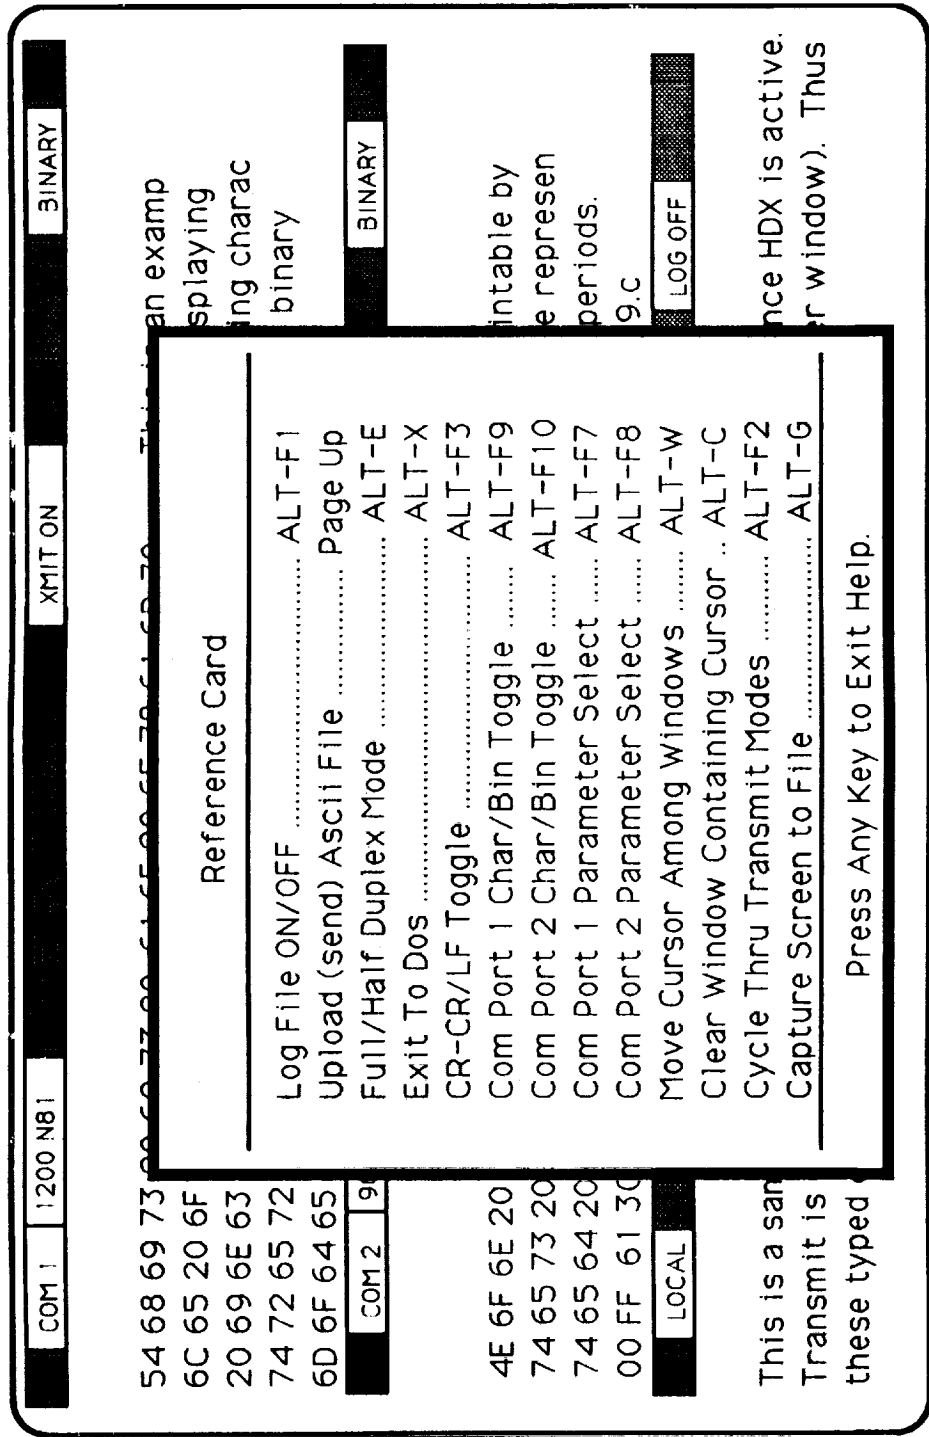 COM 1 1200 N81 XMIT ON BINARY
54 68 69 73 an examp
6C 65 20 6F splaying
20 69 6E 63 ing charac
74 72 65 72 binary
6D 6F 64 65
COM 2 BINARY
4E 6F 6E 20 intable by
74 65 73 20 e represen
74 65 64 20 periods.
00 FF 61 30 9.c
LOCAL LOG OFF
This is a sam nce HDX is active.
Transmit is r window). Thus
these typed
Reference Card
Log File ON/OFF ........................ ALT-F1
Upload (send) Ascii File ............ Page Up
Full/Half Duplex Mode ................ ALT-E
Exit To Dos ................................ ALT-X
CR-CR/LF Toggle ........................ ALT-F3
Com Port 1 Char/Bin Toggle ....... ALT-F9
Com Port 2 Char/Bin Toggle ....... ALT-F10
Com Port 1 Parameter Select ...... ALT-F7
Com Port 2 Parameter Select ...... ALT-F8
Move Cursor Among Windows ........ ALT-W
Clear Window Containing Cursor .. ALT-C
Cycle Thru Transmit Modes .......... ALT-F2
Capture Screen to File ................ ALT-G
Press Any Key to Exit Help.